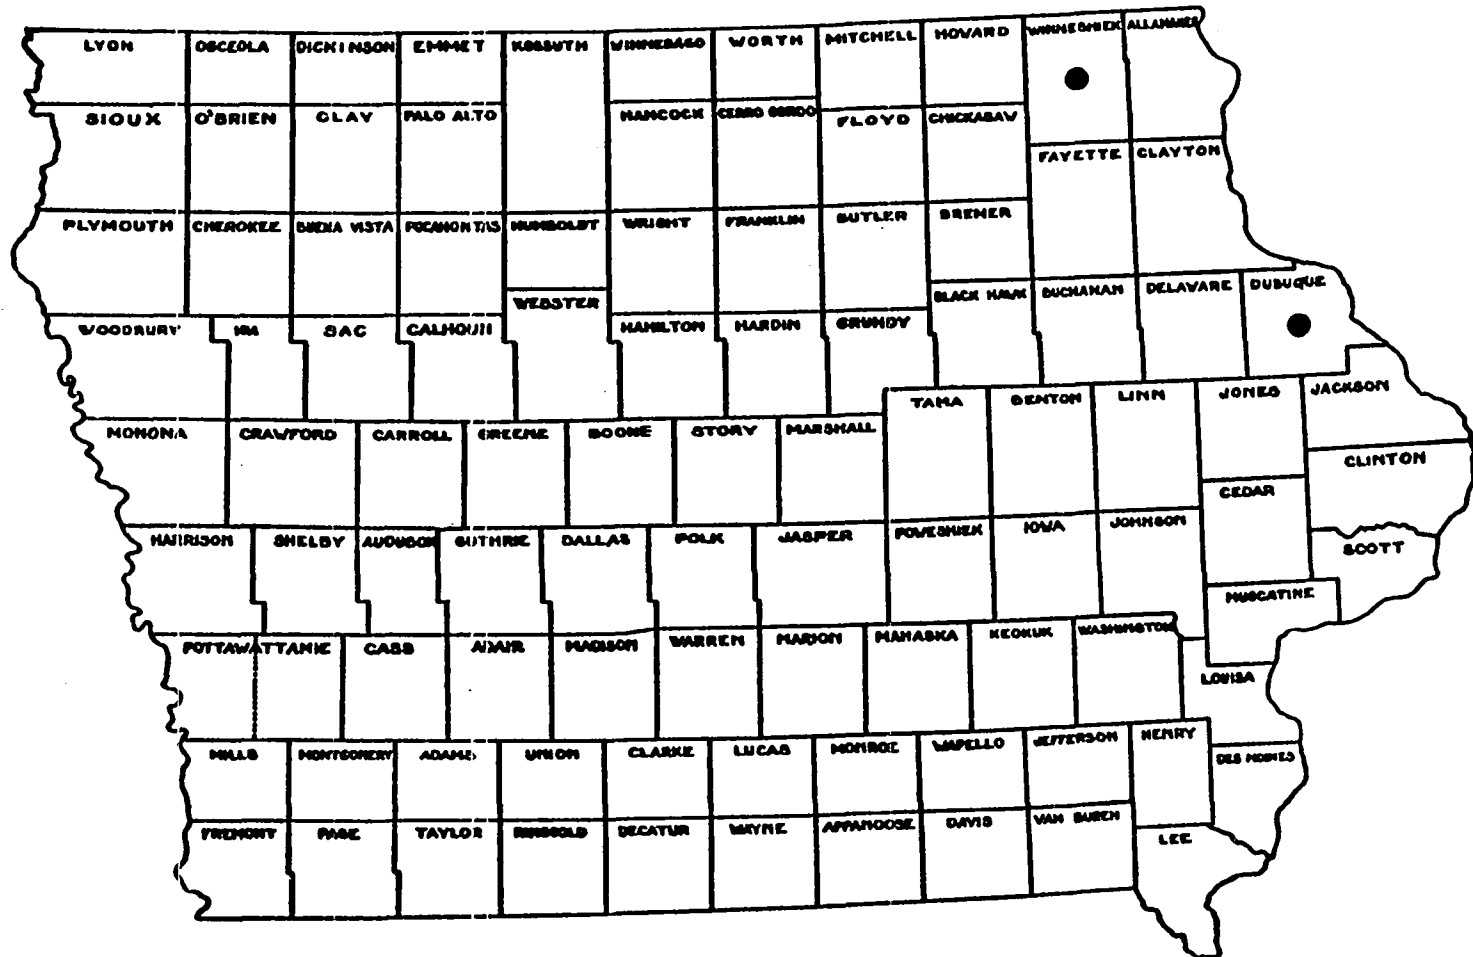 LYON OSCEOLA DICKINSON EMMET KOSSUTH WINNEBAGO WORTH MITCHELL HOWARD WINNESHIEK ALLAMAKEE
SIOUX O'BRIEN CLAY PALO ALTO HANCOCK CERRO GORDO FLOYD CHICKASAW
FAYETTE CLAYTON
PLYMOUTH CHEROKEE BUENA VISTA POCAHONTAS HUMBOLDT WRIGHT FRANKLIN BUTLER BREMER
WEBSTER BLACK HAWK BUCHANAN DELAWARE DUBUQUE
WOODBURY IDA SAC CALHOUN HAMILTON HARDIN GRUNDY
TAMA BENTON LINN JONES JACKSON
MONONA CRAWFORD CARROLL GREENE BOONE STORY MARSHALL
CLINTON
CEDAR
HARRISON SHELBY AUDUBON GUTHRIE DALLAS POLK JASPER POWESHIEK IOWA JOHNSON
SCOTT
MUSCATINE
POTTAWATTAMIE CASS ADAIR MADISON WARREN MARION MAHASKA KEOKUK WASHINGTON
LOUISA
MILLS MONTGOMERY ADAMS UNION CLARKE LUCAS MONROE WAPELLO JEFFERSON HENRY
DES MOINES
FREMONT PAGE TAYLOR RINGGOLD DECATUR WAYNE APPANOOSE DAVIS VAN BUREN
LEE